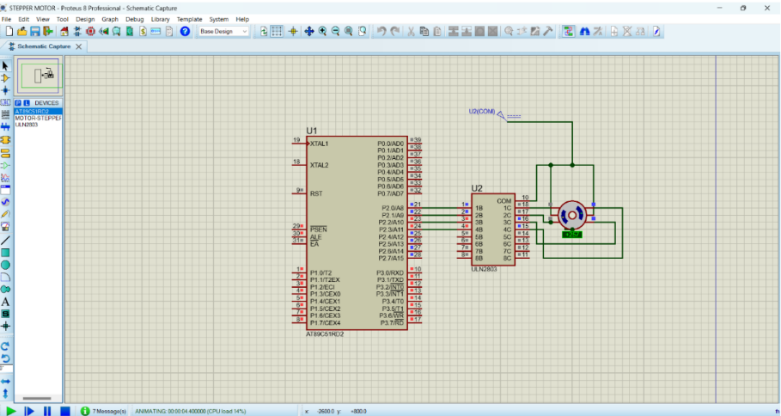 STEPPER MOTOR - Proteus 8 Professional - Schematic Capture
File Edit View Tool Design Graph Debug Library Template System Help
Base Design
Schematic Capture
P L DEVICES
AT89C51RD2
MOTOR-STEPPER
ULN2803
U2(COM)
U1
19 XTAL1
18 XTAL2
9 RST
29 PSEN
30 ALE
31 EA
1 P1.0/T2
2 P1.1/T2EX
3 P1.2/ECI
4 P1.3/CEX0
5 P1.4/CEX1
6 P1.5/CEX2
7 P1.6/CEX3
8 P1.7/CEX4
P0.0/AD0 39
P0.1/AD1 38
P0.2/AD2 37
P0.3/AD3 36
P0.4/AD4 35
P0.5/AD5 34
P0.6/AD6 33
P0.7/AD7 32
P2.0/A8 21
P2.1/A9 22
P2.2/A10 23
P2.3/A11 24
P2.4/A12 25
P2.5/A13 26
P2.6/A14 27
P2.7/A15 28
P3.0/RXD 10
P3.1/TXD 11
P3.2/INT0 12
P3.3/INT1 13
P3.4/T0 14
P3.5/T1 15
P3.6/WR 16
P3.7/RD 17
AT89C51RD2
U2
COM 10
1 1B 1C 18
2 2B 2C 17
3 3B 3C 16
4 4B 4C 15
5 5B 5C 14
6 6B 6C 13
7 7B 7C 12
8 8B 8C 11
ULN2803
7 Message(s)
ANIMATING: 00:00:04.400000 (CPU load 14%)
x: -2600.0 y: +800.0